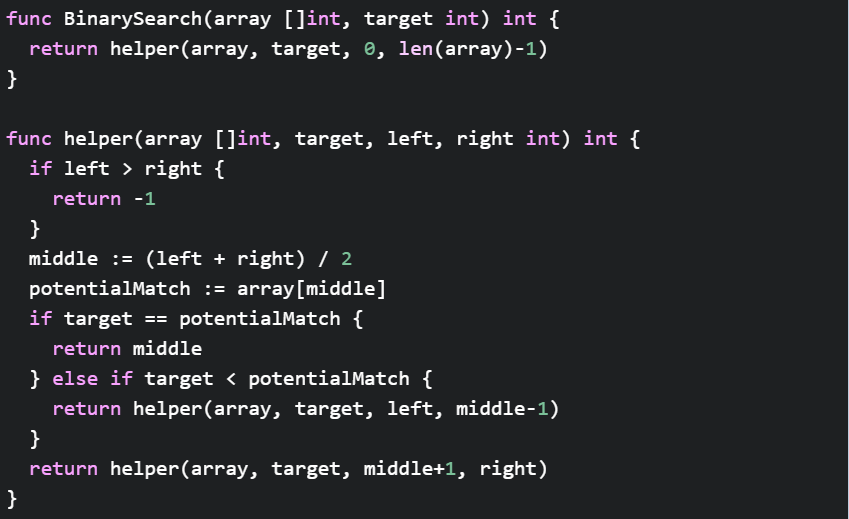 func BinarySearch(array []int, target int) int {
  return helper(array, target, 0, len(array)-1)
}

func helper(array []int, target, left, right int) int {
  if left > right {
    return -1
  }
  middle := (left + right) / 2
  potentialMatch := array[middle]
  if target == potentialMatch {
    return middle
  } else if target < potentialMatch {
    return helper(array, target, left, middle-1)
  }
  return helper(array, target, middle+1, right)
}